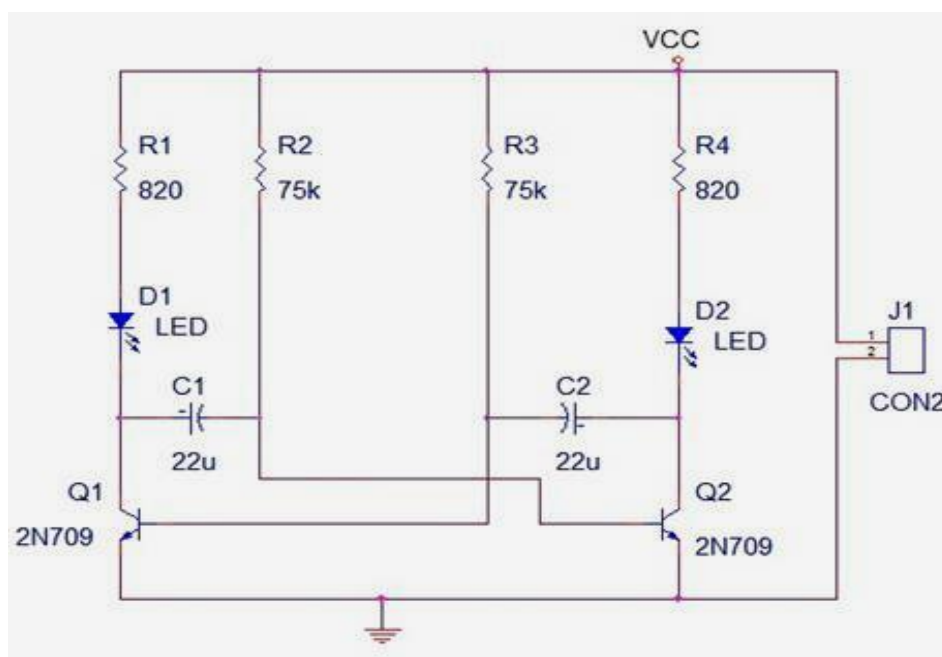 VCC
R1
820
R2
75k
R3
75k
R4
820
D1
LED
D2
LED
J1
1
2
CON2
C1
22u
C2
22u
Q1
2N709
Q2
2N709